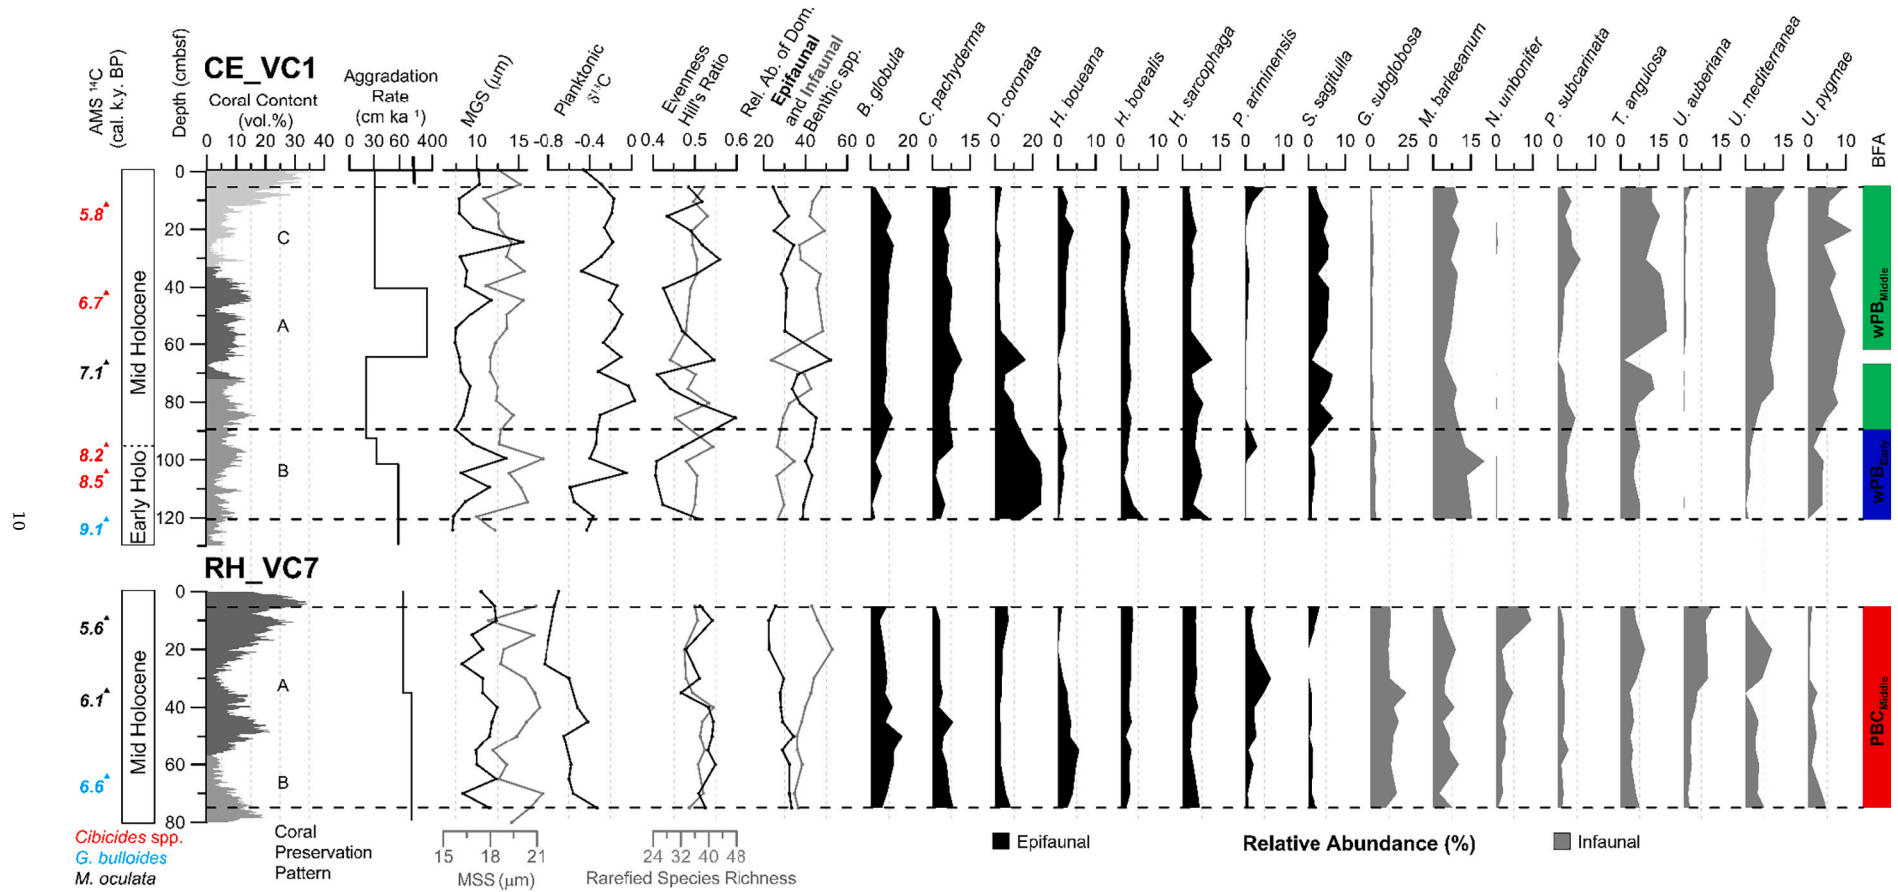 AMS ¹⁴C
(cal. k.y. BP)
Depth (cmbsf)
CE_VC1
Coral Content
(vol.%)
0 10 20 30 40
Aggradation
Rate
(cm ka⁻¹)
0 30 60 400
MGS (µm)
10 15
Planktonic
δ¹³C
-0.8 -0.4 0
Evenness
Hill's Ratio
0.4 0.5 0.6
Rel. Ab. of Dom.
Epifaunal
and Infaunal
Benthic spp.
20 40 60
B. globula
0 20
C. pachyderma
0 15
D. coronata
0 20
H. boueana
0 10
H. borealis
0 10
H. sarcophaga
0 15
P. ariminensis
0 10
S. sagitulla
0 10
G. subglobosa
0 25
M. barleeanum
0 15
N. umbonifer
0 10
P. subcarinata
0 10
T. angulosa
0 15
U. auberiana
0 15
U. mediterranea
0 15
U. pygmae
0 10
BFA
0
20
40
60
80
100
120
5.8
6.7
7.1
8.2
8.5
9.1
Mid Holocene
Early Holo
C
A
B
wPB Middle
wPB Early
10
RH_VC7
0
20
40
60
80
5.6
6.1
6.6
Mid Holocene
A
B
PBC Middle
Cibicides spp.
G. bulloides
M. oculata
Coral
Preservation
Pattern
15 18 21
MSS (µm)
24 32 40 48
Rarefied Species Richness
Epifaunal
Relative Abundance (%)
Infaunal